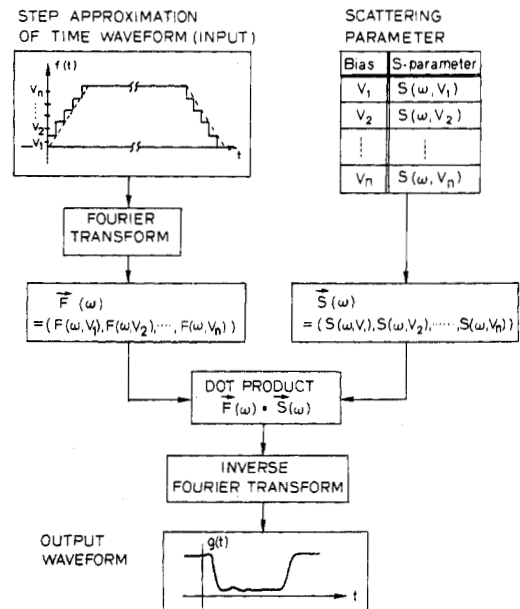 STEP APPROXIMATION
OF TIME WAVEFORM (INPUT)
f(t)
Vn
V2
V1
t
SCATTERING
PARAMETER
Bias S-parameter
V1 S(ω, V1)
V2 S(ω, V2)
Vn S(ω, Vn)
FOURIER
TRANSFORM
F⃗ (ω)
=(F(ω,V1),F(ω,V2),....,F(ω,Vn))
S⃗ (ω)
=(S(ω,V,),S(ω,V2),.....,S(ω,Vn))
DOT PRODUCT
F⃗(ω) • S⃗(ω)
INVERSE
FOURIER TRANSFORM
OUTPUT
WAVEFORM
g(t)
t